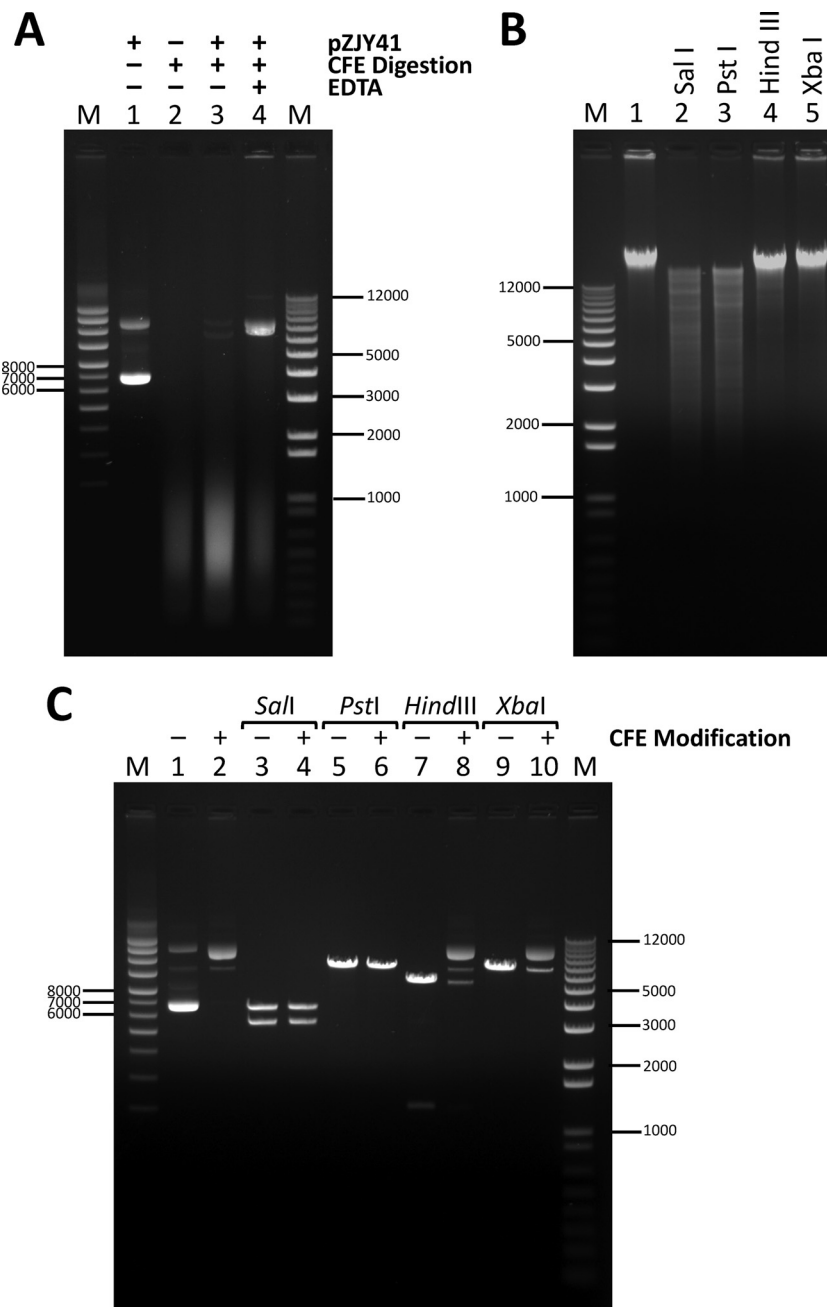 A
+ − + + pZJY41
− + + + CFE Digestion
− − − + EDTA
M 1 2 3 4 M
12000
8000
7000
6000
5000
3000
2000
1000
B
Sal I
Pst I
Hind III
Xba I
M 1 2 3 4 5
12000
5000
2000
1000
C
SalI PstI HindIII XbaI
− + − + − + − + − + CFE Modification
M 1 2 3 4 5 6 7 8 9 10 M
12000
8000
7000
6000
5000
3000
2000
1000